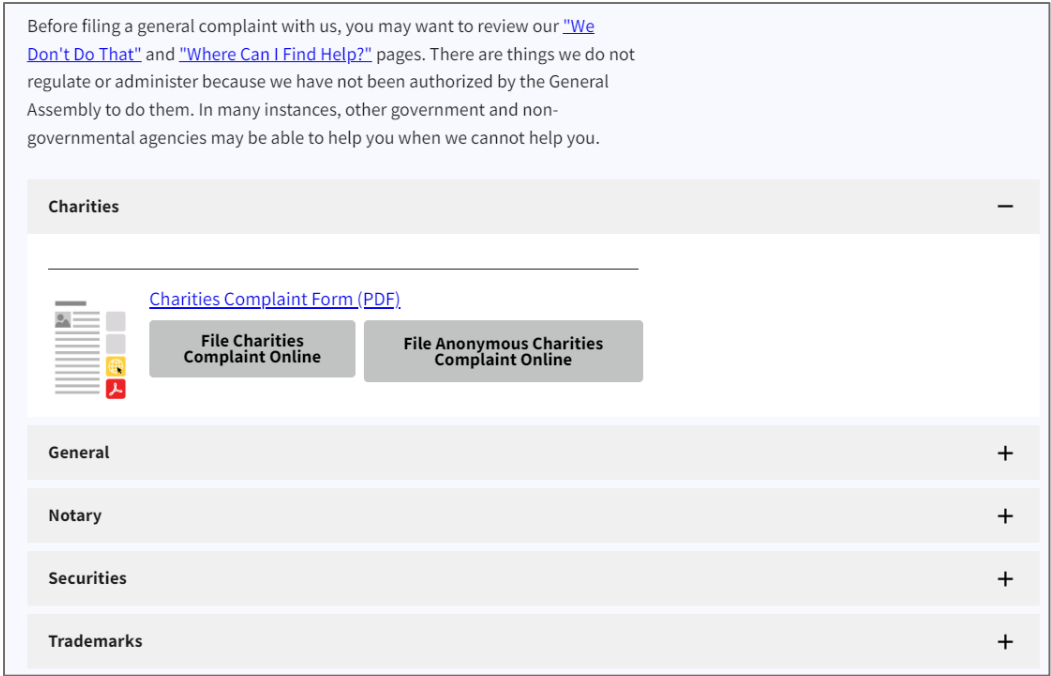 Before filing a general complaint with us, you may want to review our "We
Don't Do That" and "Where Can I Find Help?" pages. There are things we do not
regulate or administer because we have not been authorized by the General
Assembly to do them. In many instances, other government and non-
governmental agencies may be able to help you when we cannot help you.
Charities
Charities Complaint Form (PDF)
File Charities
Complaint Online
File Anonymous Charities
Complaint Online
General
Notary
Securities
Trademarks